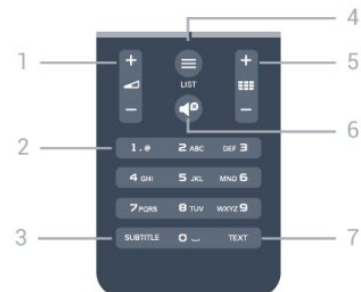 4
1 + + 5
LIST
− − 6
2 1.@ 2 ABC DEF 3
4 GHI 5 JKL MNO 6
7 PQRS 8 TUV WXYZ 9
3 SUBTITLE 0 ⎵ TEXT 7